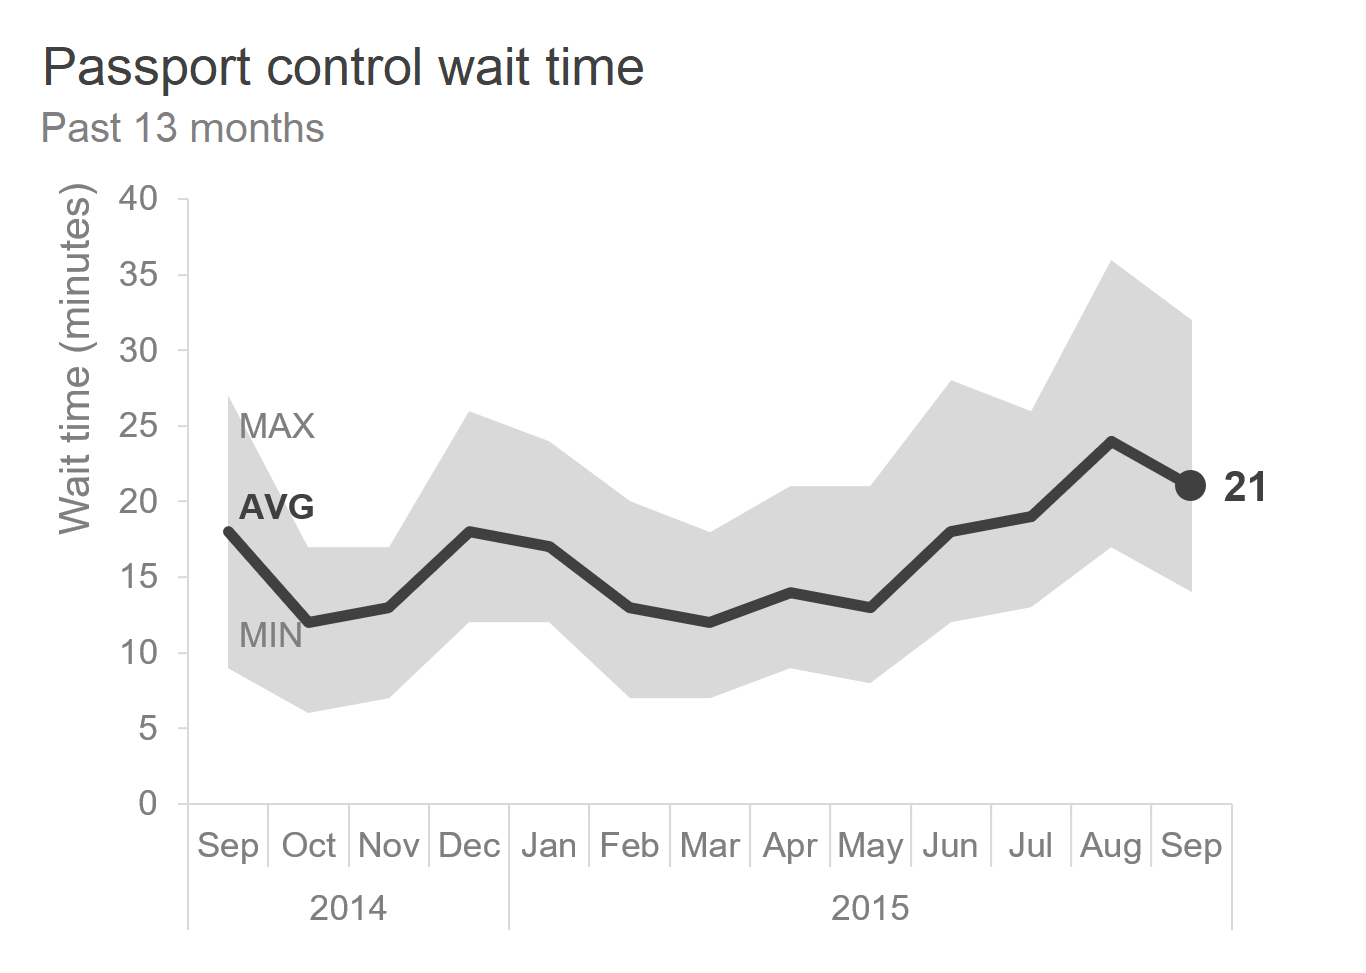 Passport control wait time
Past 13 months
Wait time (minutes)
40
35
30
25
20
15
10
5
0
MAX
AVG
MIN
21
Sep Oct Nov Dec Jan Feb Mar Apr May Jun Jul Aug Sep
2014 2015